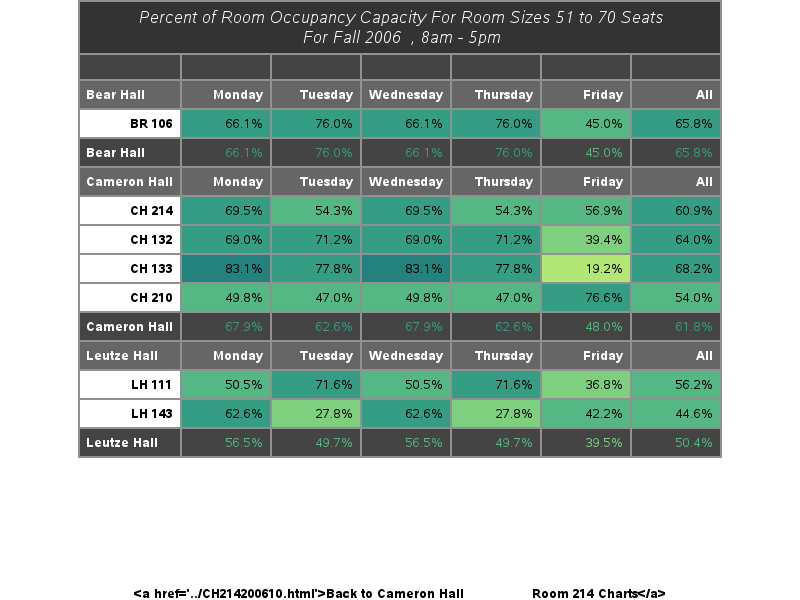 Percent of Room Occupancy Capacity For Room Sizes 51 to 70 Seats
For Fall 2006 , 8am - 5pm
Bear Hall Monday Tuesday Wednesday Thursday Friday All
BR 106 66.1% 76.0% 66.1% 76.0% 45.0% 65.8%
Bear Hall 66.1% 76.0% 66.1% 76.0% 45.0% 65.8%
Cameron Hall Monday Tuesday Wednesday Thursday Friday All
CH 214 69.5% 54.3% 69.5% 54.3% 56.9% 60.9%
CH 132 69.0% 71.2% 69.0% 71.2% 39.4% 64.0%
CH 133 83.1% 77.8% 83.1% 77.8% 19.2% 68.2%
CH 210 49.8% 47.0% 49.8% 47.0% 76.6% 54.0%
Cameron Hall 67.9% 62.6% 67.9% 62.6% 48.0% 61.8%
Leutze Hall Monday Tuesday Wednesday Thursday Friday All
LH 111 50.5% 71.6% 50.5% 71.6% 36.8% 56.2%
LH 143 62.6% 27.8% 62.6% 27.8% 42.2% 44.6%
Leutze Hall 56.5% 49.7% 56.5% 49.7% 39.5% 50.4%
<a href='../CH214200610.html'>Back to Cameron Hall Room 214 Charts</a>